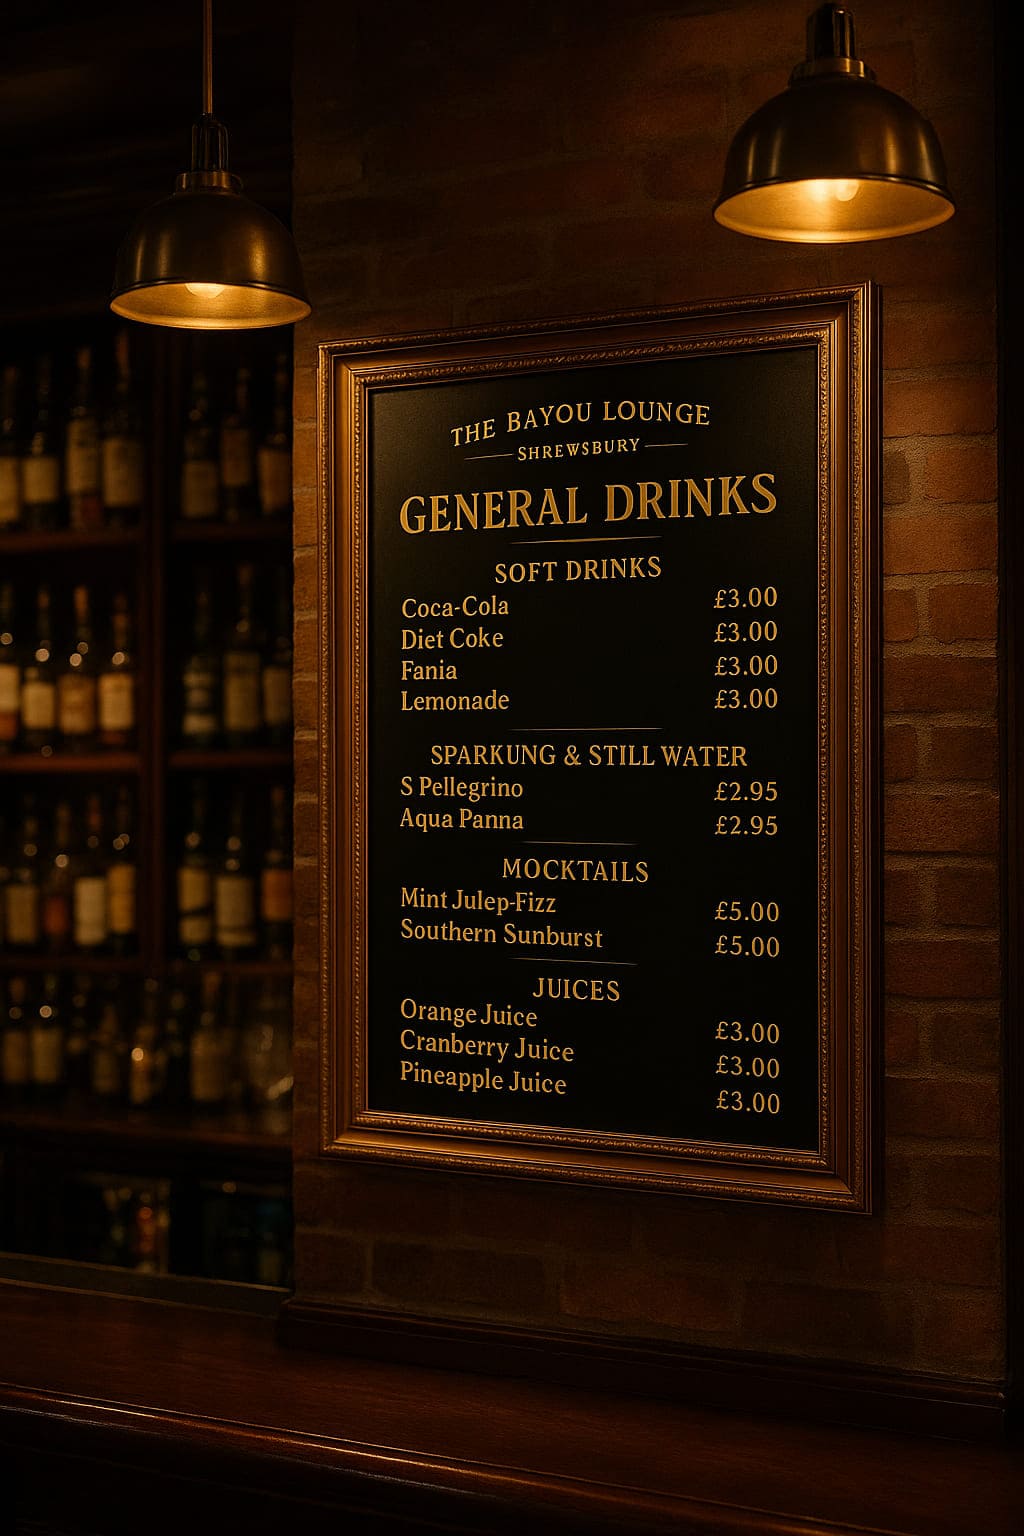 THE BAYOU LOUNGE
SHREWSBURY
GENERAL DRINKS
SOFT DRINKS
Coca-Cola £3.00
Diet Coke £3.00
Fania £3.00
Lemonade £3.00
SPARKUNG & STILL WATER
S Pellegrino £2.95
Aqua Panna £2.95
MOCKTAILS
Mint Julep-Fizz £5.00
Southern Sunburst £5.00
JUICES
Orange Juice £3.00
Cranberry Juice £3.00
Pineapple Juice £3.00